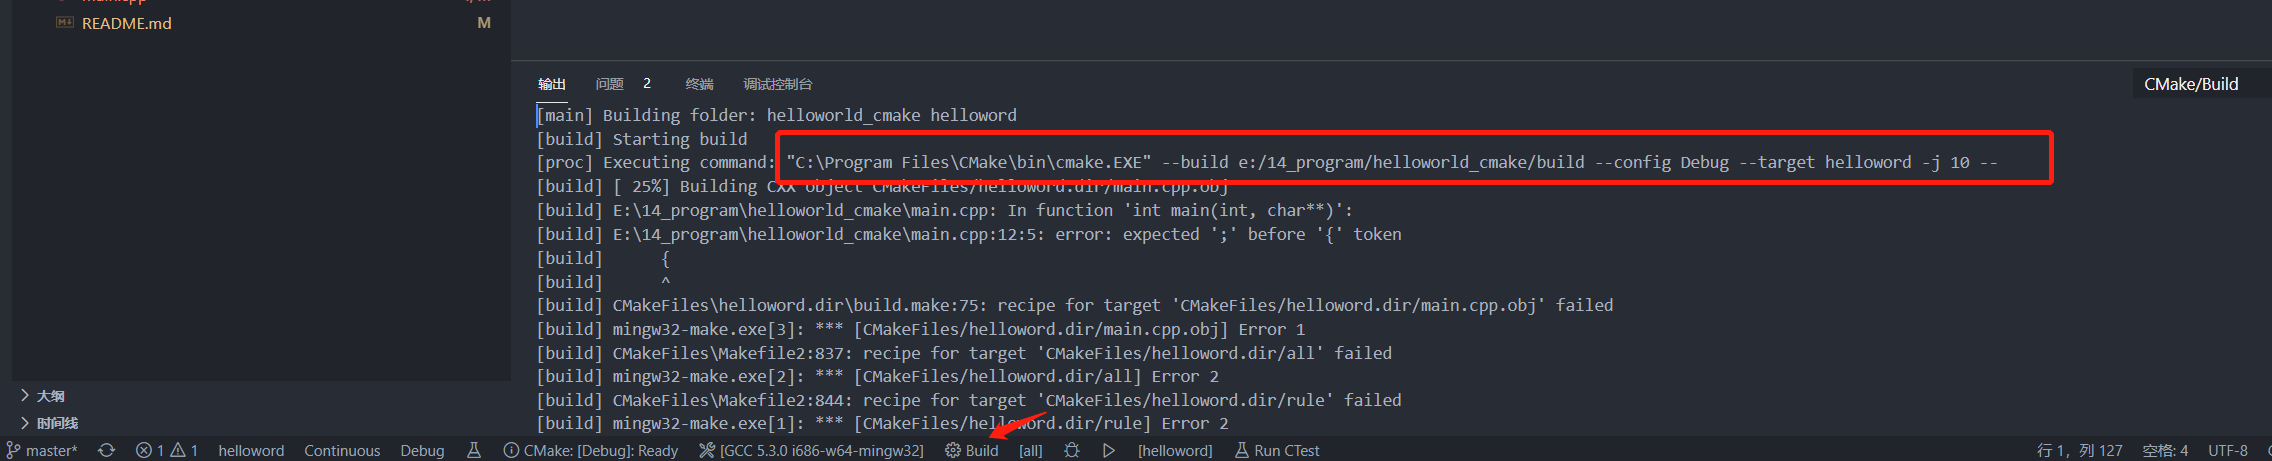 main.cpp
README.md M
输出 问题 2 终端 调试控制台 CMake/Build
[main] Building folder: helloworld_cmake helloword
[build] Starting build
[proc] Executing command: "C:\Program Files\CMake\bin\cmake.EXE" --build e:/14_program/helloworld_cmake/build --config Debug --target helloword -j 10 --
[build] [ 25%] Building CXX object CMakeFiles/helloword.dir/main.cpp.obj
[build] E:\14_program\helloworld_cmake\main.cpp: In function 'int main(int, char**)':
[build] E:\14_program\helloworld_cmake\main.cpp:12:5: error: expected ';' before '{' token
[build] {
[build] ^
[build] CMakeFiles\helloword.dir\build.make:75: recipe for target 'CMakeFiles/helloword.dir/main.cpp.obj' failed
[build] mingw32-make.exe[3]: *** [CMakeFiles/helloword.dir/main.cpp.obj] Error 1
[build] CMakeFiles\Makefile2:837: recipe for target 'CMakeFiles/helloword.dir/all' failed
[build] mingw32-make.exe[2]: *** [CMakeFiles/helloword.dir/all] Error 2
[build] CMakeFiles\Makefile2:844: recipe for target 'CMakeFiles/helloword.dir/rule' failed
[build] mingw32-make.exe[1]: *** [CMakeFiles/helloword.dir/rule] Error 2
大纲
时间线
master* 1 1 helloword Continuous Debug CMake: [Debug]: Ready [GCC 5.3.0 i686-w64-mingw32] Build [all] [helloword] Run CTest 行 1，列 127 空格: 4 UTF-8